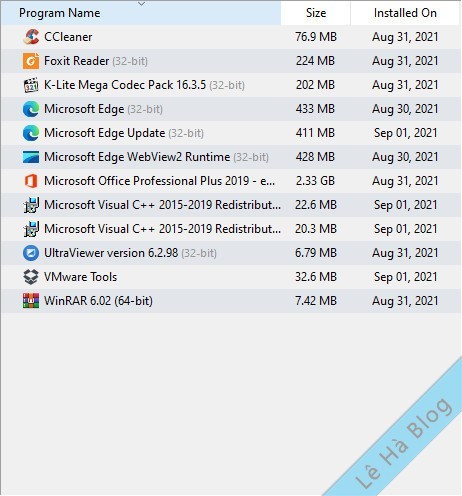 Program Name Size Installed On
CCleaner 76.9 MB Aug 31, 2021
Foxit Reader (32-bit) 224 MB Aug 31, 2021
K-Lite Mega Codec Pack 16.3.5 (32-bit) 202 MB Aug 31, 2021
Microsoft Edge (32-bit) 433 MB Aug 30, 2021
Microsoft Edge Update (32-bit) 411 MB Sep 01, 2021
Microsoft Edge WebView2 Runtime (32-bit) 428 MB Aug 30, 2021
Microsoft Office Professional Plus 2019 - e... 2.33 GB Aug 31, 2021
Microsoft Visual C++ 2015-2019 Redistribut... 22.6 MB Sep 01, 2021
Microsoft Visual C++ 2015-2019 Redistribut... 20.3 MB Sep 01, 2021
UltraViewer version 6.2.98 (32-bit) 6.79 MB Aug 31, 2021
VMware Tools 32.6 MB Sep 01, 2021
WinRAR 6.02 (64-bit) 7.42 MB Aug 31, 2021
Lê Hà Blog